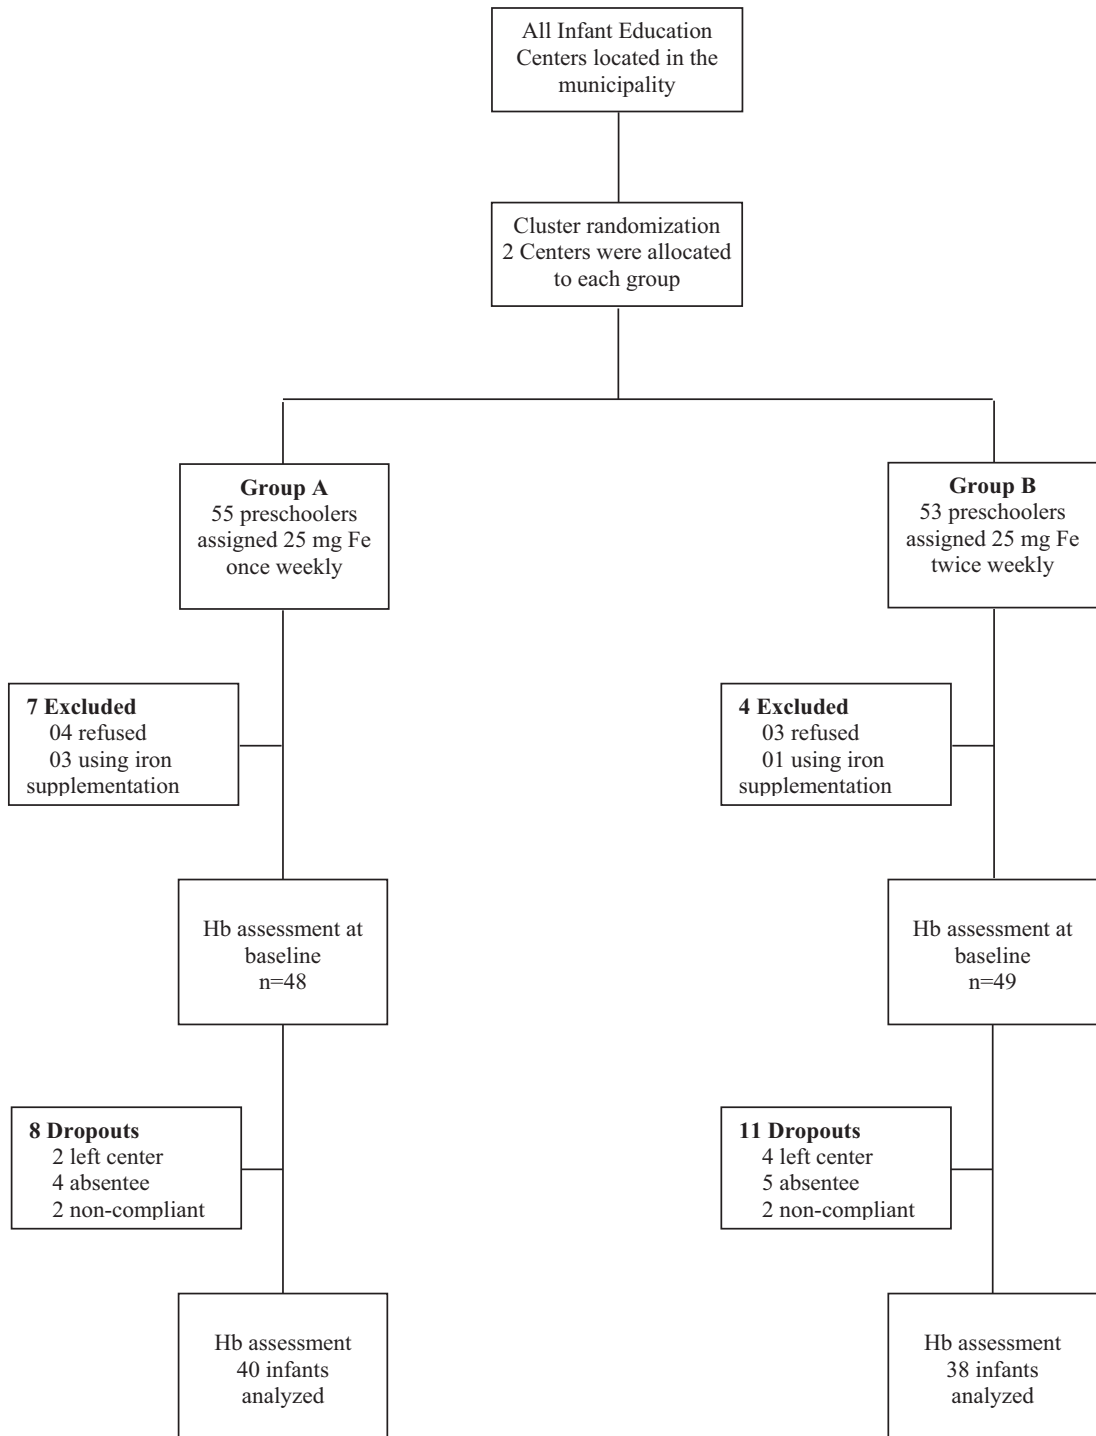 All Infant Education
Centers located in the
municipality
Cluster randomization
2 Centers were allocated
to each group
Group A
55 preschoolers
assigned 25 mg Fe
once weekly
Group B
53 preschoolers
assigned 25 mg Fe
twice weekly
7 Excluded
04 refused
03 using iron
supplementation
4 Excluded
03 refused
01 using iron
supplementation
Hb assessment at
baseline
n=48
Hb assessment at
baseline
n=49
8 Dropouts
2 left center
4 absentee
2 non-compliant
11 Dropouts
4 left center
5 absentee
2 non-compliant
Hb assessment
40 infants
analyzed
Hb assessment
38 infants
analyzed